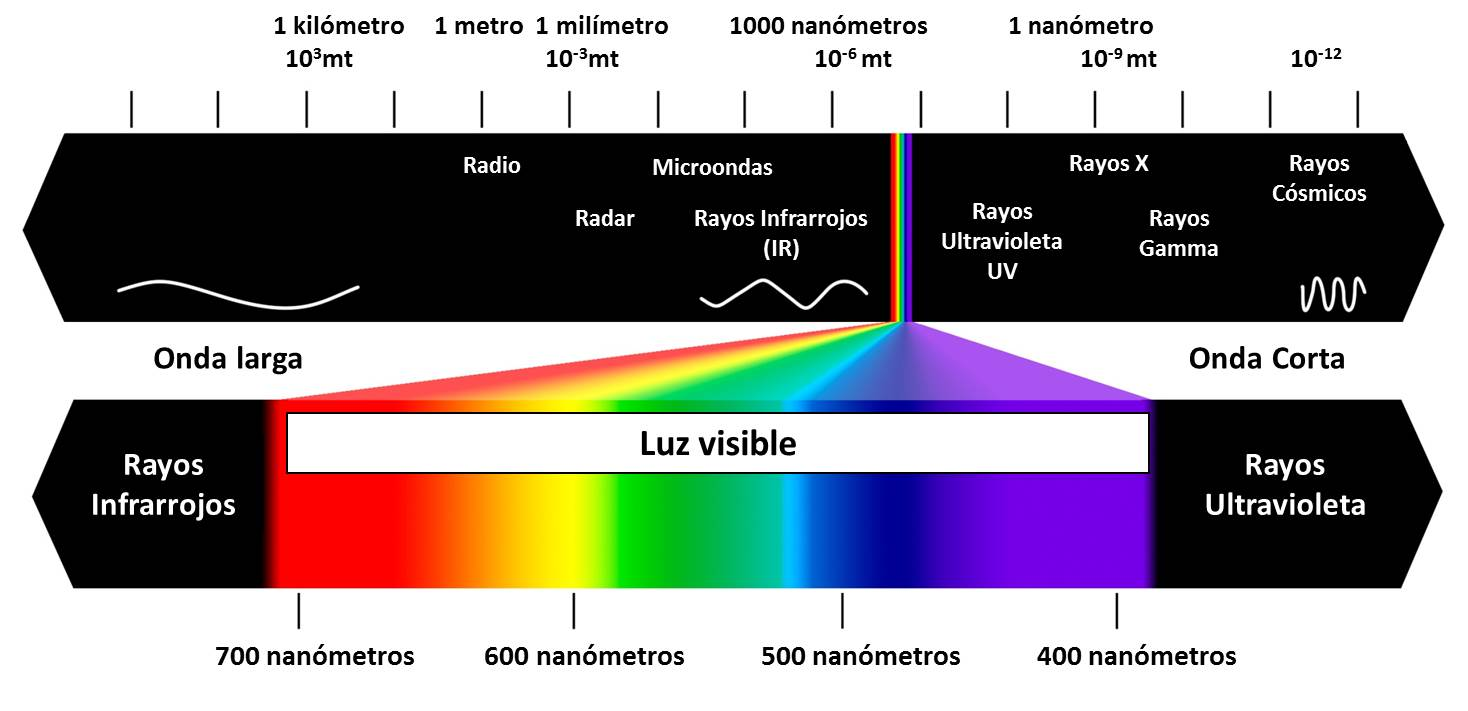 1 kilómetro 1 metro 1 milímetro 1000 nanómetros 1 nanómetro
10³mt 10⁻³mt 10⁻⁶ mt 10⁻⁹ mt 10⁻¹²
Radio Microondas Rayos X Rayos
Cósmicos
Radar Rayos Infrarrojos
(IR)
Rayos
Ultravioleta
UV
Rayos
Gamma
Onda larga Onda Corta
Luz visible
Rayos
Infrarrojos
Rayos
Ultravioleta
700 nanómetros 600 nanómetros 500 nanómetros 400 nanómetros